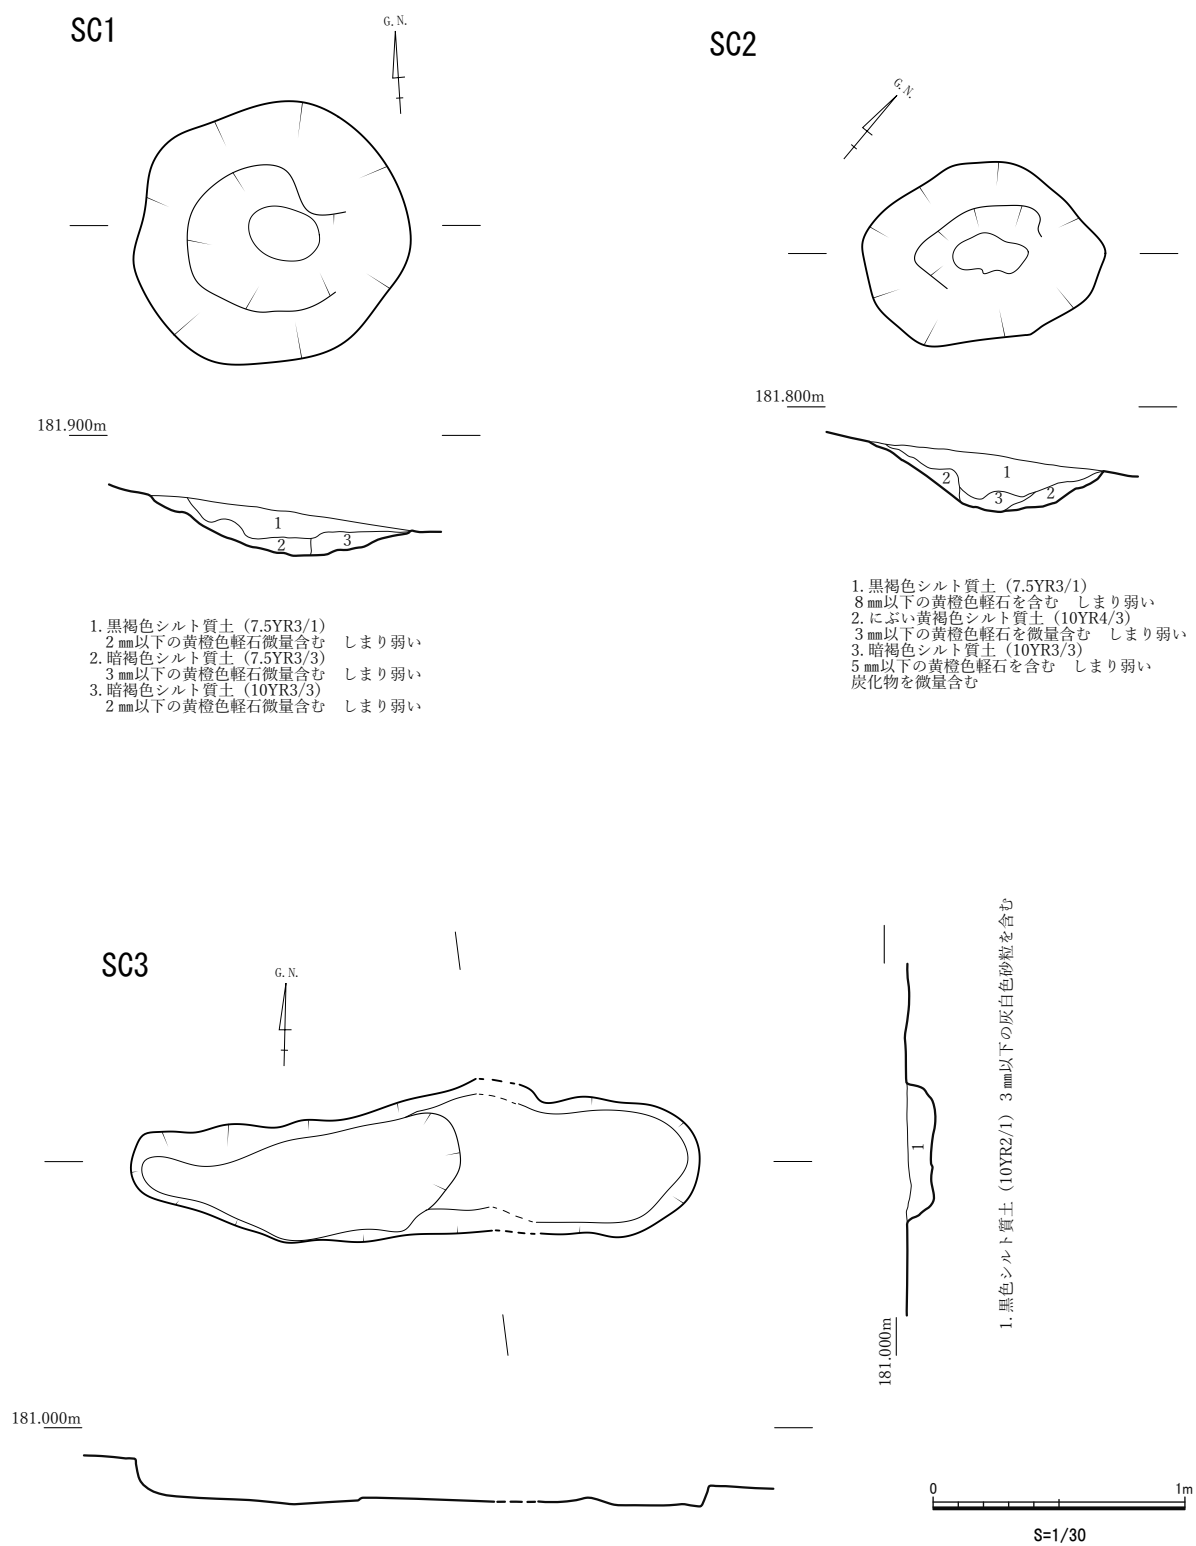 SC1
G. N.
181.900m
1
2
3
1. 黒褐色シルト質土（7.5YR3/1）
2 ㎜以下の黄橙色軽石微量含む　しまり弱い
2. 暗褐色シルト質土（7.5YR3/3）
3 ㎜以下の黄橙色軽石微量含む　しまり弱い
3. 暗褐色シルト質土（10YR3/3）
2 ㎜以下の黄橙色軽石微量含む　しまり弱い
SC2
G. N.
181.800m
1
2
3
2
1. 黒褐色シルト質土（7.5YR3/1）
8 ㎜以下の黄橙色軽石を含む　しまり弱い
2. にぶい黄褐色シルト質土（10YR4/3）
3 ㎜以下の黄橙色軽石を微量含む　しまり弱い
3. 暗褐色シルト質土（10YR3/3）
5 ㎜以下の黄橙色軽石を含む　しまり弱い
炭化物を微量含む
SC3
G. N.
1
181.000m
1. 黒色シルト質土（10YR2/1） 3 ㎜以下の灰白色砂粒を含む
181.000m
0 1m
S=1/30